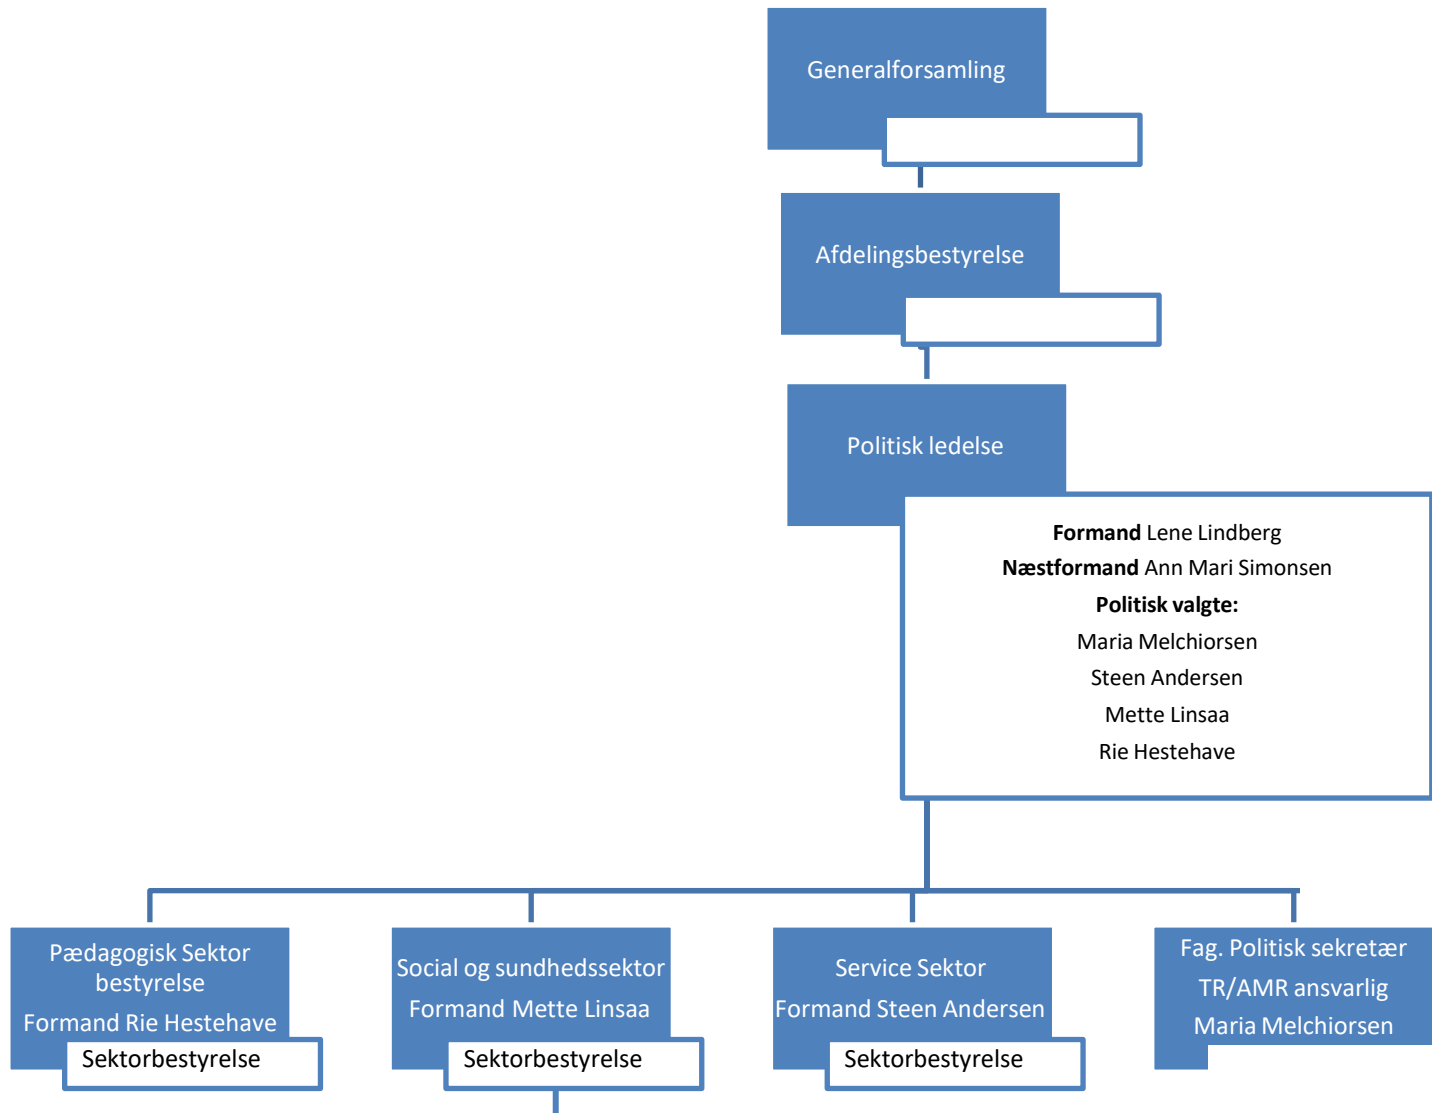 Generalforsamling
Afdelingsbestyrelse
Politisk ledelse
Formand Lene Lindberg
Næstformand Ann Mari Simonsen
Politisk valgte:
Maria Melchiorsen
Steen Andersen
Mette Linsaa
Rie Hestehave
Pædagogisk Sektor
bestyrelse
Formand Rie Hestehave
Sektorbestyrelse
Social og sundhedssektor
Formand Mette Linsaa
Sektorbestyrelse
Service Sektor
Formand Steen Andersen
Sektorbestyrelse
Fag. Politisk sekretær
TR/AMR ansvarlig
Maria Melchiorsen